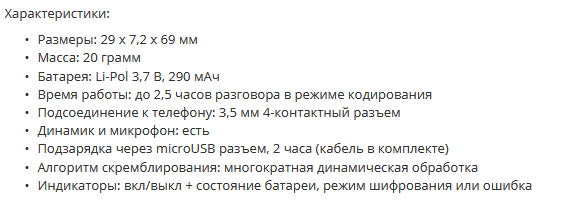 Характеристики:
• Размеры: 29 x 7,2 x 69 мм
• Масса: 20 грамм
• Батарея: Li-Pol 3,7 В, 290 мАч
• Время работы: до 2,5 часов разговора в режиме кодирования
• Подсоединение к телефону: 3,5 мм 4-контактный разъем
• Динамик и микрофон: есть
• Подзарядка через microUSB разъем, 2 часа (кабель в комплекте)
• Алгоритм скремблирования: многократная динамическая обработка
• Индикаторы: вкл/выкл + состояние батареи, режим шифрования или ошибка